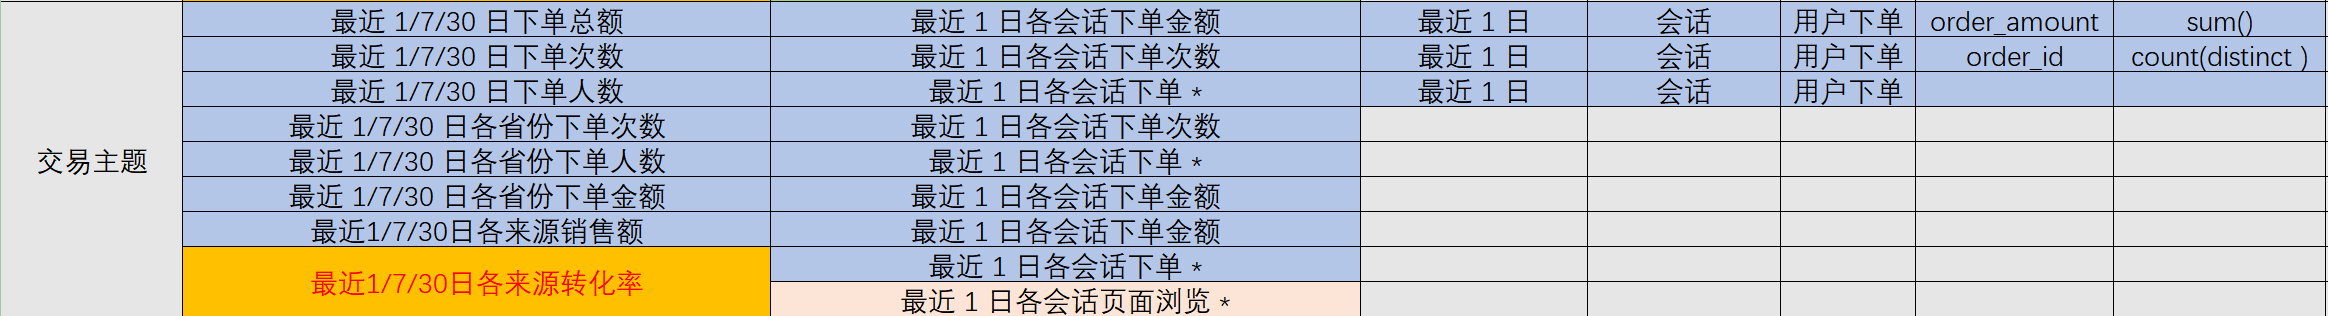 最近 1/7/30 日下单总额 最近 1 日各会话下单金额 最近 1 日 会话 用户下单 order_amount sum()
最近 1/7/30 日下单次数 最近 1 日各会话下单次数 最近 1 日 会话 用户下单 order_id count(distinct )
最近 1/7/30 日下单人数 最近 1 日各会话下单 * 最近 1 日 会话 用户下单
最近 1/7/30 日各省份下单次数 最近 1 日各会话下单次数
交易主题 最近 1/7/30 日各省份下单人数 最近 1 日各会话下单 *
最近 1/7/30 日各省份下单金额 最近 1 日各会话下单金额
最近1/7/30日各来源销售额 最近 1 日各会话下单金额
最近1/7/30日各来源转化率 最近 1 日各会话下单 *
最近 1 日各会话页面浏览 *